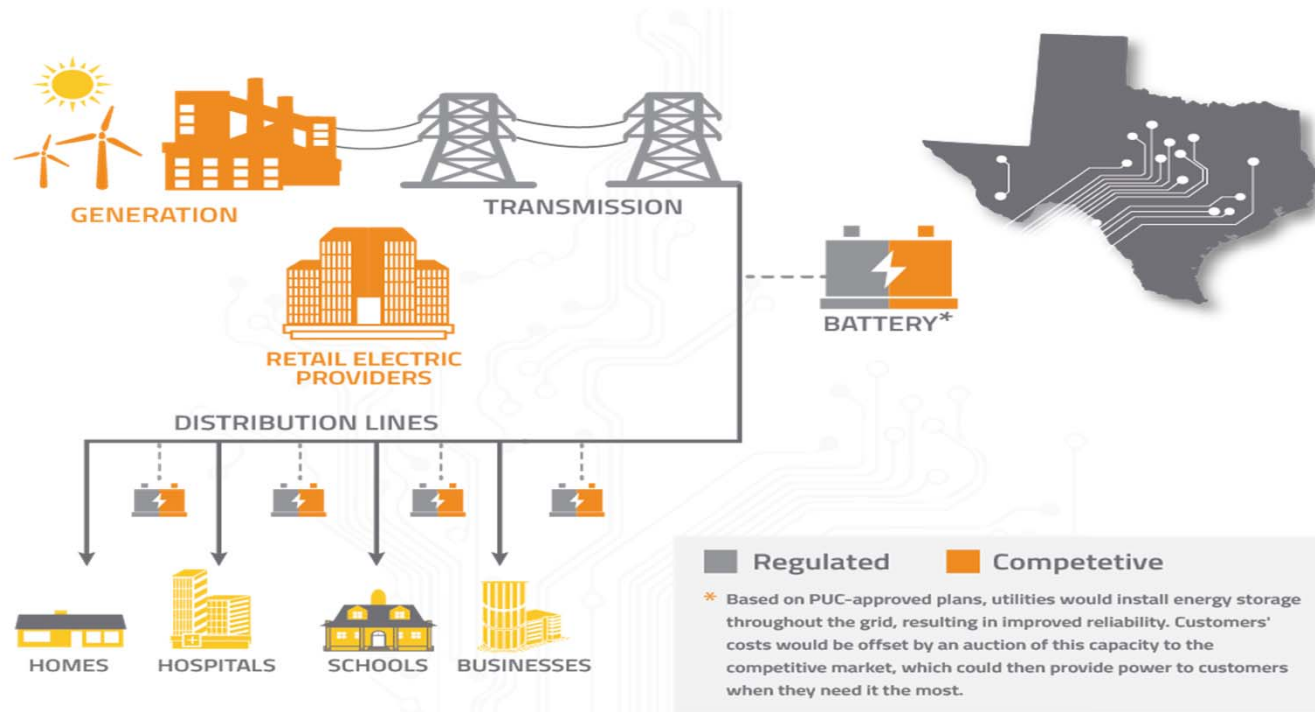 GENERATION
TRANSMISSION
BATTERY*
RETAIL ELECTRIC
PROVIDERS
DISTRIBUTION LINES
HOMES
HOSPITALS
SCHOOLS
BUSINESSES
Regulated
Competetive
* Based on PUC-approved plans, utilities would install energy storage
throughout the grid, resulting in improved reliability. Customers'
costs would be offset by an auction of this capacity to the
competitive market, which could then provide power to customers
when they need it the most.